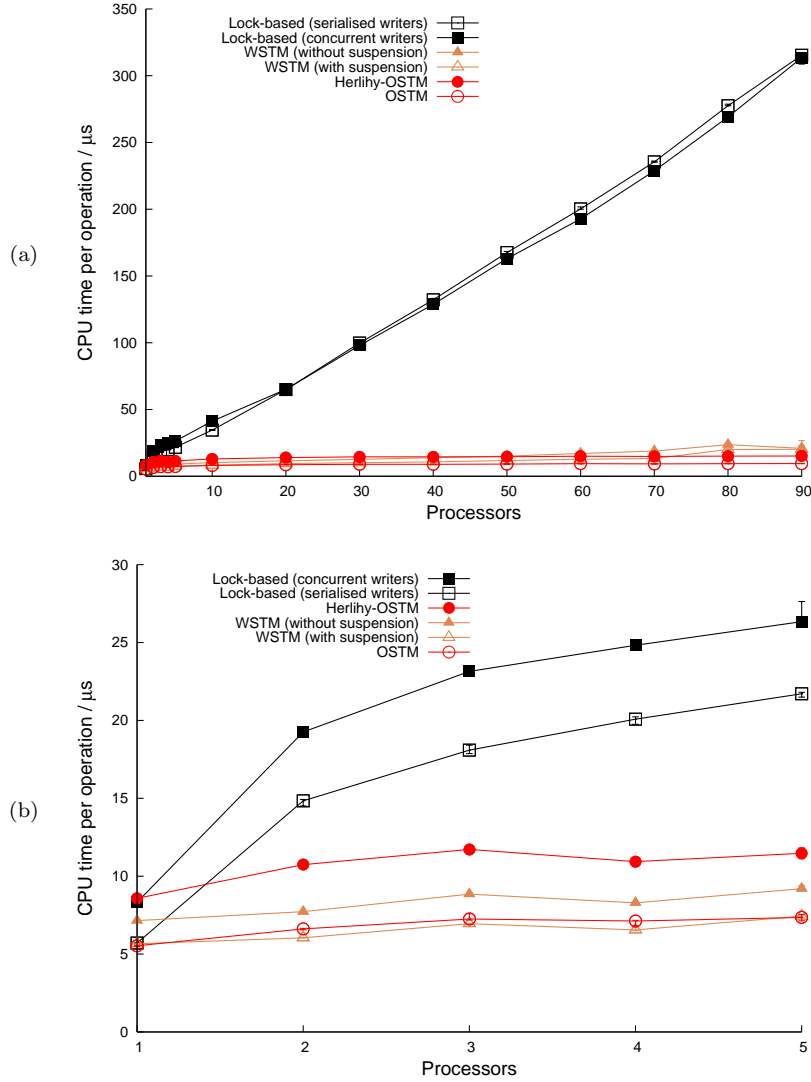 350
300
250
200
150
100
50
0
CPU time per operation / µs
Lock-based (serialised writers)
Lock-based (concurrent writers)
WSTM (without suspension)
WSTM (with suspension)
Herlihy-OSTM
OSTM
(a)
10 20 30 40 50 60 70 80 90
Processors
30
25
20
15
10
5
0
CPU time per operation / µs
Lock-based (concurrent writers)
Lock-based (serialised writers)
Herlihy-OSTM
WSTM (without suspension)
WSTM (with suspension)
OSTM
(b)
1 2 3 4 5
Processors